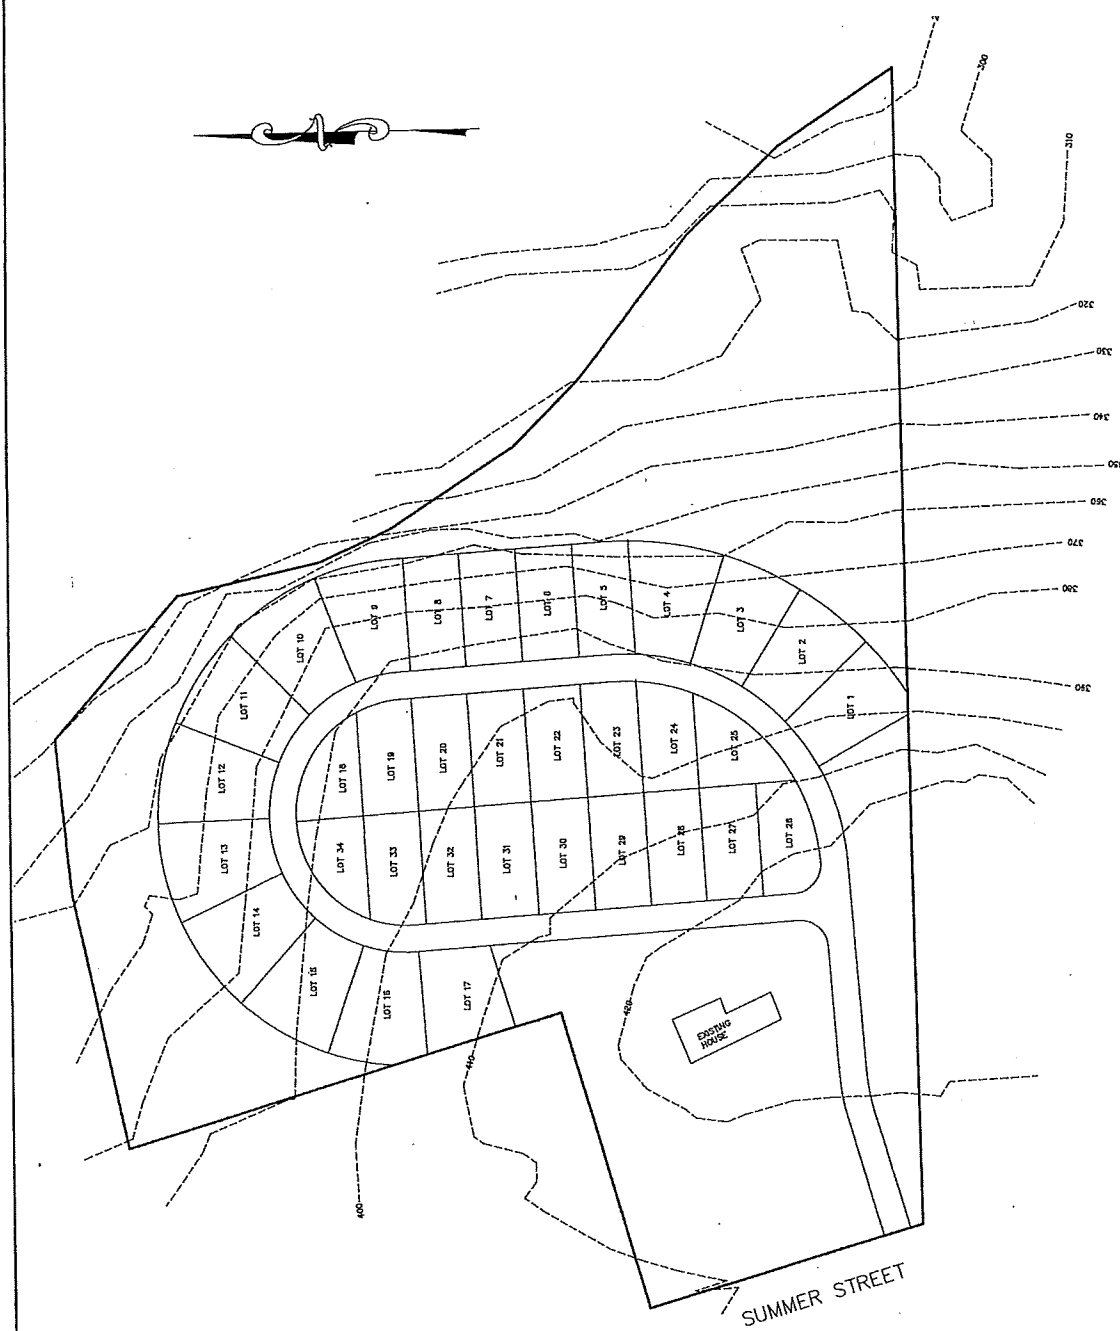 N
300
310
320
330
340
350
360
370
380
390
LOT 9
LOT 8
LOT 7
LOT 6
LOT 5
LOT 4
LOT 3
LOT 2
LOT 1
LOT 10
LOT 11
LOT 12
LOT 13
LOT 14
LOT 15
LOT 16
LOT 17
LOT 18
LOT 19
LOT 20
LOT 21
LOT 22
LOT 23
LOT 24
LOT 25
LOT 34
LOT 33
LOT 32
LOT 31
LOT 30
LOT 29
LOT 26
LOT 27
LOT 28
420
410
400
EXISTING
HOUSE
SUMMER STREET